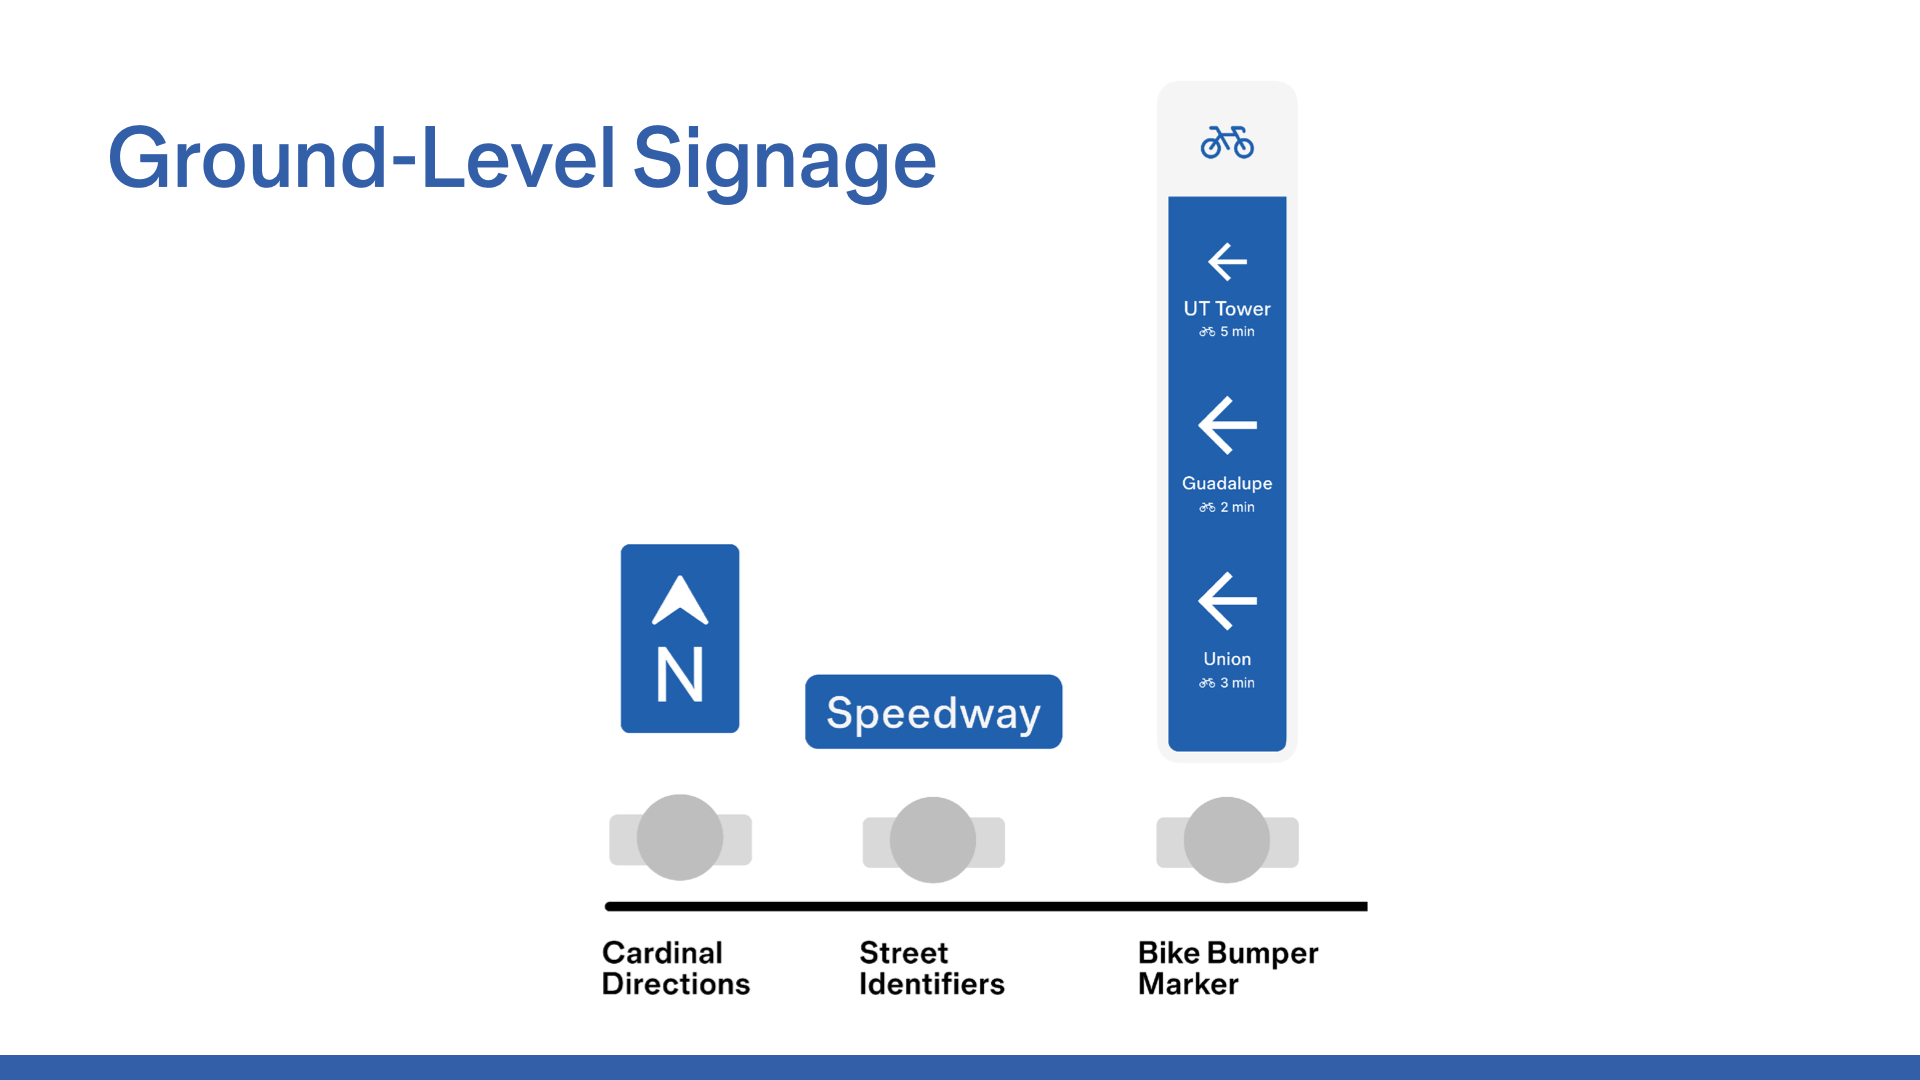 Ground-Level Signage
UT Tower
5 min
Guadalupe
2 min
Union
3 min
N
Speedway
Cardinal
Directions
Street
Identifiers
Bike Bumper
Marker